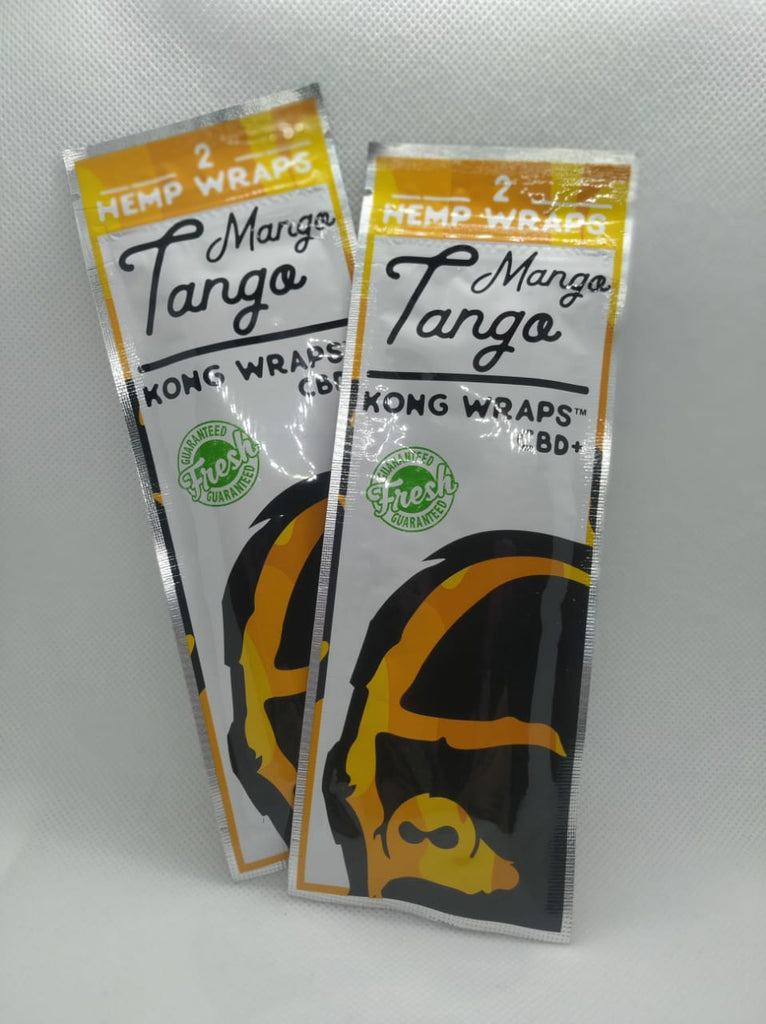 2
HEMP WRAPS
Mango
Tango
KONG WRAPS
CBD
GUARANTEED
Fresh
GUARANTEED
2
HEMP WRAPS
Mango
Tango
KONG WRAPS™
CBD+
GUARANTEED
Fresh
GUARANTEED